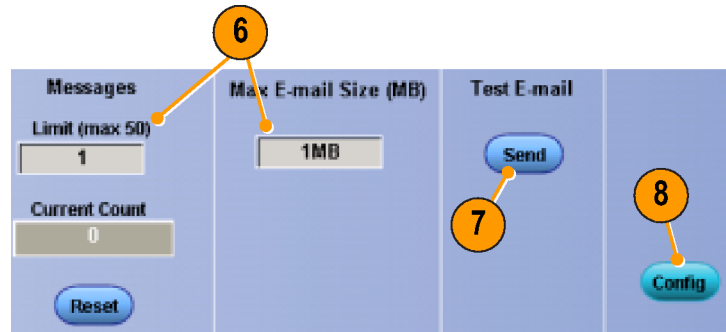 6
Messages
Max E-mail Size (MB)
Test E-mail
Limit (max 50)
1
1MB
Send
7
8
Current Count
0
Config
Reset